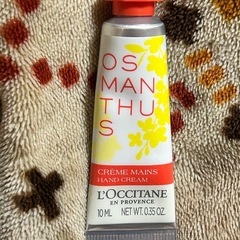 OS
MAN
THU
S
CRÈME MAINS
HAND CREAM
L'OCCITANE
EN PROVENCE
10 ML NET WT. 0.35 OZ.